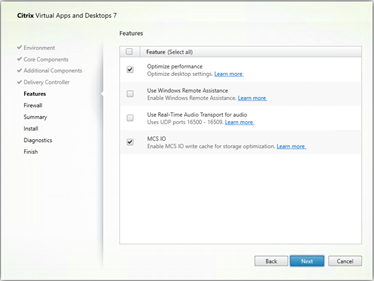 Citrix Virtual Apps and Desktops 7
Environment
Core Components
Additional Components
Delivery Controller
Features
Firewall
Summary
Install
Diagnostics
Finish
Features
Feature (Select all)
Optimize performance
Optimize desktop settings. Learn more
Use Windows Remote Assistance
Enable Windows Remote Assistance. Learn more
Use Real-Time Audio Transport for audio
Uses UDP ports 16500 - 16509. Learn more
MCS IO
Enable MCS IO write cache for storage optimization. Learn more
Back Next Cancel